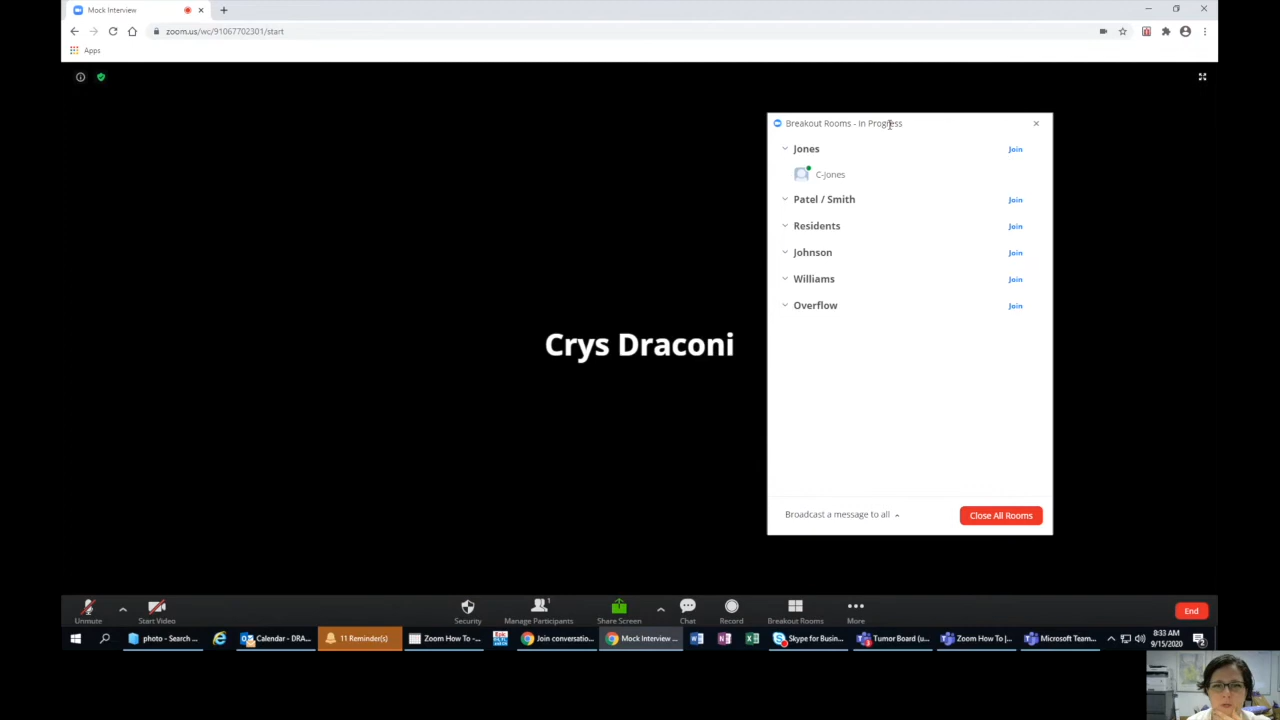 Mock Interview
zoom.us/wc/91067702301/start
Apps
Breakout Rooms - In Progress
Jones Join
C-Jones
Patel / Smith Join
Residents Join
Johnson Join
Williams Join
Overflow Join
Crys Draconi
Broadcast a message to all
Close All Rooms
1
Unmute Start Video Security Manage Participants Share Screen Chat Record Breakout Rooms More End
photo - Search ... Calendar - DRA... 11 Reminder(s) Zoom How To -... Epic Join conversatio... Mock Interview ... Skype for Busin... Tumor Board (u... Zoom How To |... Microsoft Team... 8:33 AM
9/15/2020 2